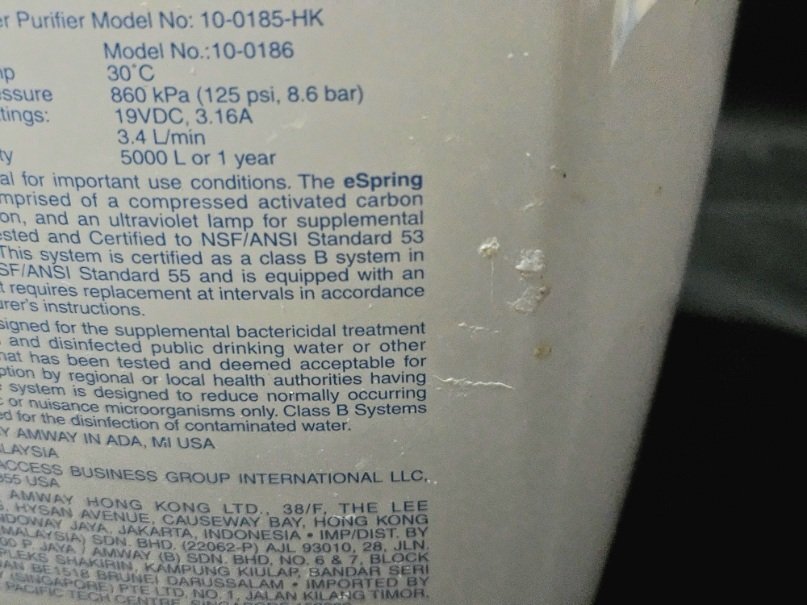 er Purifier Model No: 10-0185-HK
Model No.:10-0186
mp 30°C
essure 860 kPa (125 psi, 8.6 bar)
tings: 19VDC, 3.16A
3.4 L/min
ty 5000 L or 1 year
al for important use conditions. The eSpring
mprised of a compressed activated carbon
on, and an ultraviolet lamp for supplemental
ested and Certified to NSF/ANSI Standard 53
This system is certified as a class B system in
SF/ANSI Standard 55 and is equipped with an
t requires replacement at intervals in accordance
urer's instructions.
signed for the supplemental bactericidal treatment
and disinfected public drinking water or other
hat has been tested and deemed acceptable for
ption by regional or local health authorities having
system is designed to reduce normally occurring
c or nuisance microorganisms only. Class B Systems
ed for the disinfection of contaminated water.
Y AMWAY IN ADA, MI USA
LAYSIA
ACCESS BUSINESS GROUP INTERNATIONAL LLC,
355 USA
AMWAY HONG KONG LTD., 38/F, THE LEE
, HYSAN AVENUE, CAUSEWAY BAY, HONG KONG
NDOWAY JAYA, JAKARTA, INDONESIA • IMP/DIST. BY
MALAYSIA) SDN. BHD. (22062-P) AJL 93010, 28, JLN.
00 P. JAYA / AMWAY (B) SDN. BHD, NO. 6 & 7, BLOCK
PLEKS SHAKIRIN, KAMPUNG KIULAP, BANDAR SERI
AN BE1518 BRUNEI DARUSSALAM • IMPORTED BY
Y (SINGAPORE) PTE LTD, NO. 1, JALAN KILANG TIMOR,
PACIFIC TECH CENTRE, SINGAPORE